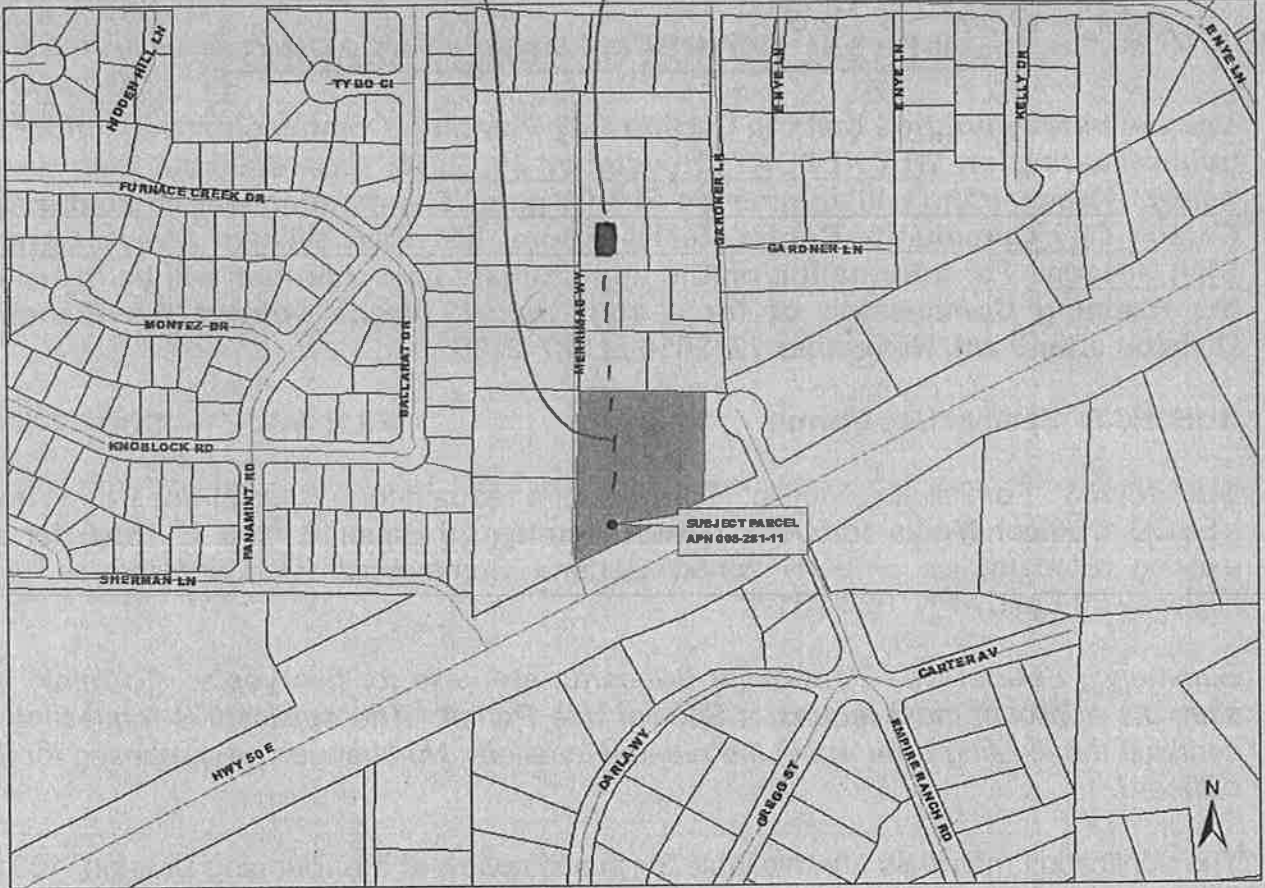 HIDDEN HILL LN
TYBO CI
E NYE LN
E NYE LN
KELLY DR
E NYE LN
FURNACE CREEK DR
GARDNER LN
GARDNER LN
MONTEZ DR
MERRIMAC WY
BALLARAT DR
KNOBLOCK RD
PANAMINT RD
SUBJECT PARCEL
APN 008-281-11
SHERMAN LN
CARTER AV
HWY 50 E
DARLA WY
GREGG ST
EMPIRE RANCH RD
N